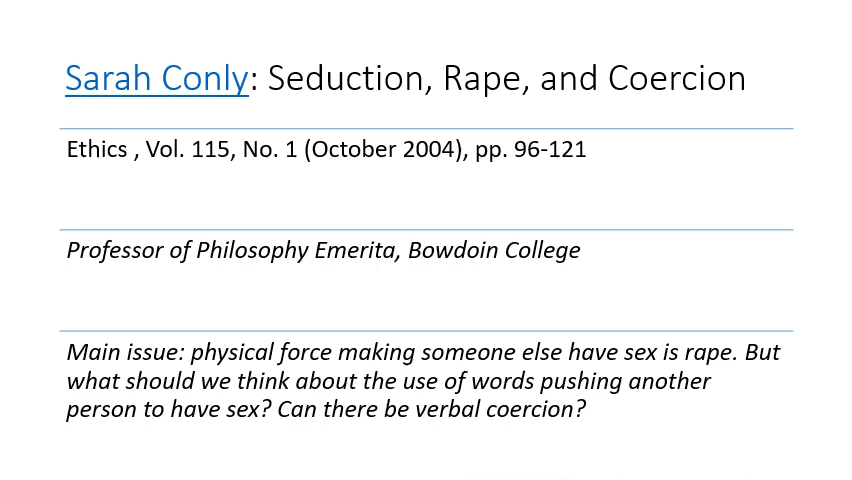 Sarah Conly: Seduction, Rape, and Coercion
Ethics , Vol. 115, No. 1 (October 2004), pp. 96-121
Professor of Philosophy Emerita, Bowdoin College
Main issue: physical force making someone else have sex is rape. But
what should we think about the use of words pushing another
person to have sex? Can there be verbal coercion?